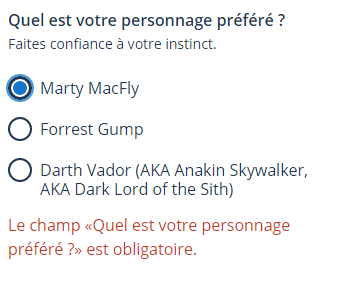 Quel est votre personnage préféré ?
Faites confiance à votre instinct.
Marty MacFly
Forrest Gump
Darth Vador (AKA Anakin Skywalker,
AKA Dark Lord of the Sith)
Le champ «Quel est votre personnage
préféré ?» est obligatoire.